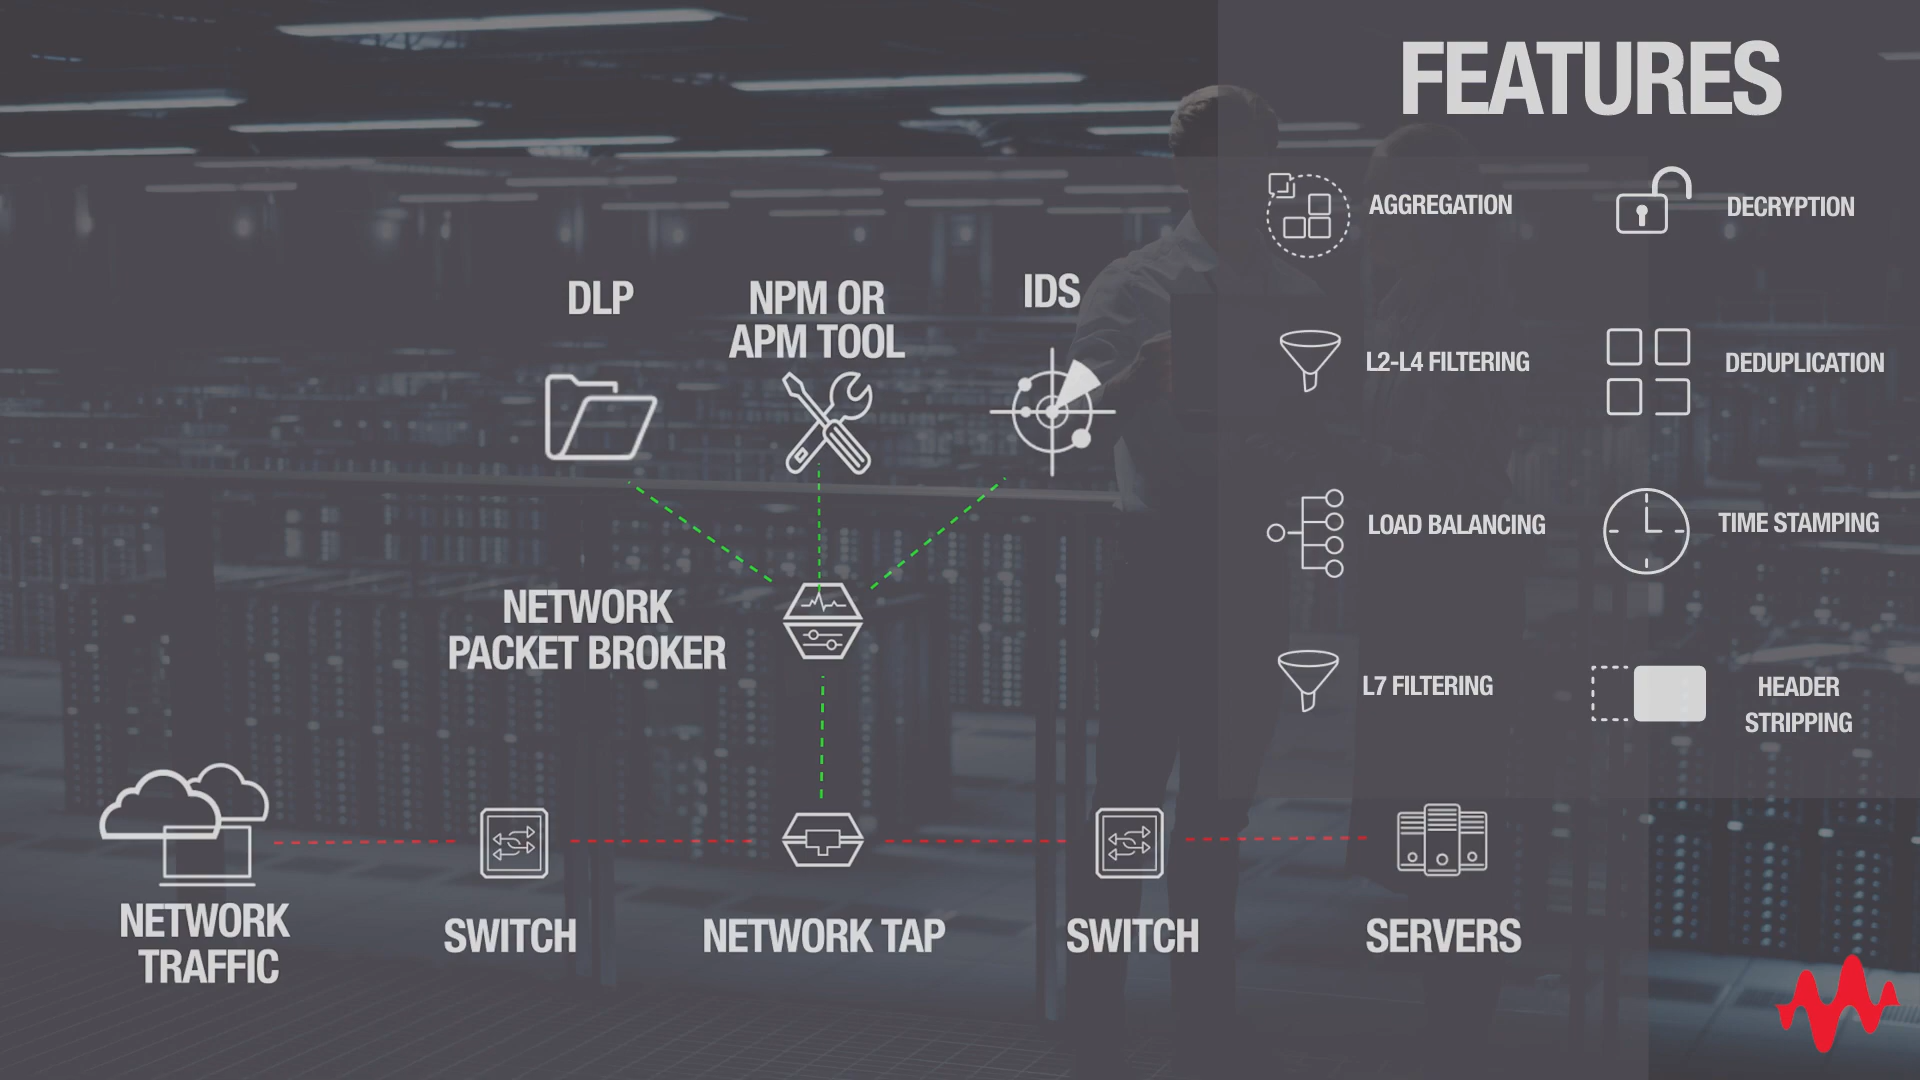 FEATURES
AGGREGATION
DECRYPTION
L2-L4 FILTERING
DEDUPLICATION
LOAD BALANCING
TIME STAMPING
L7 FILTERING
HEADER
STRIPPING
DLP
NPM OR
APM TOOL
IDS
NETWORK
PACKET BROKER
NETWORK
TRAFFIC
SWITCH
NETWORK TAP
SWITCH
SERVERS